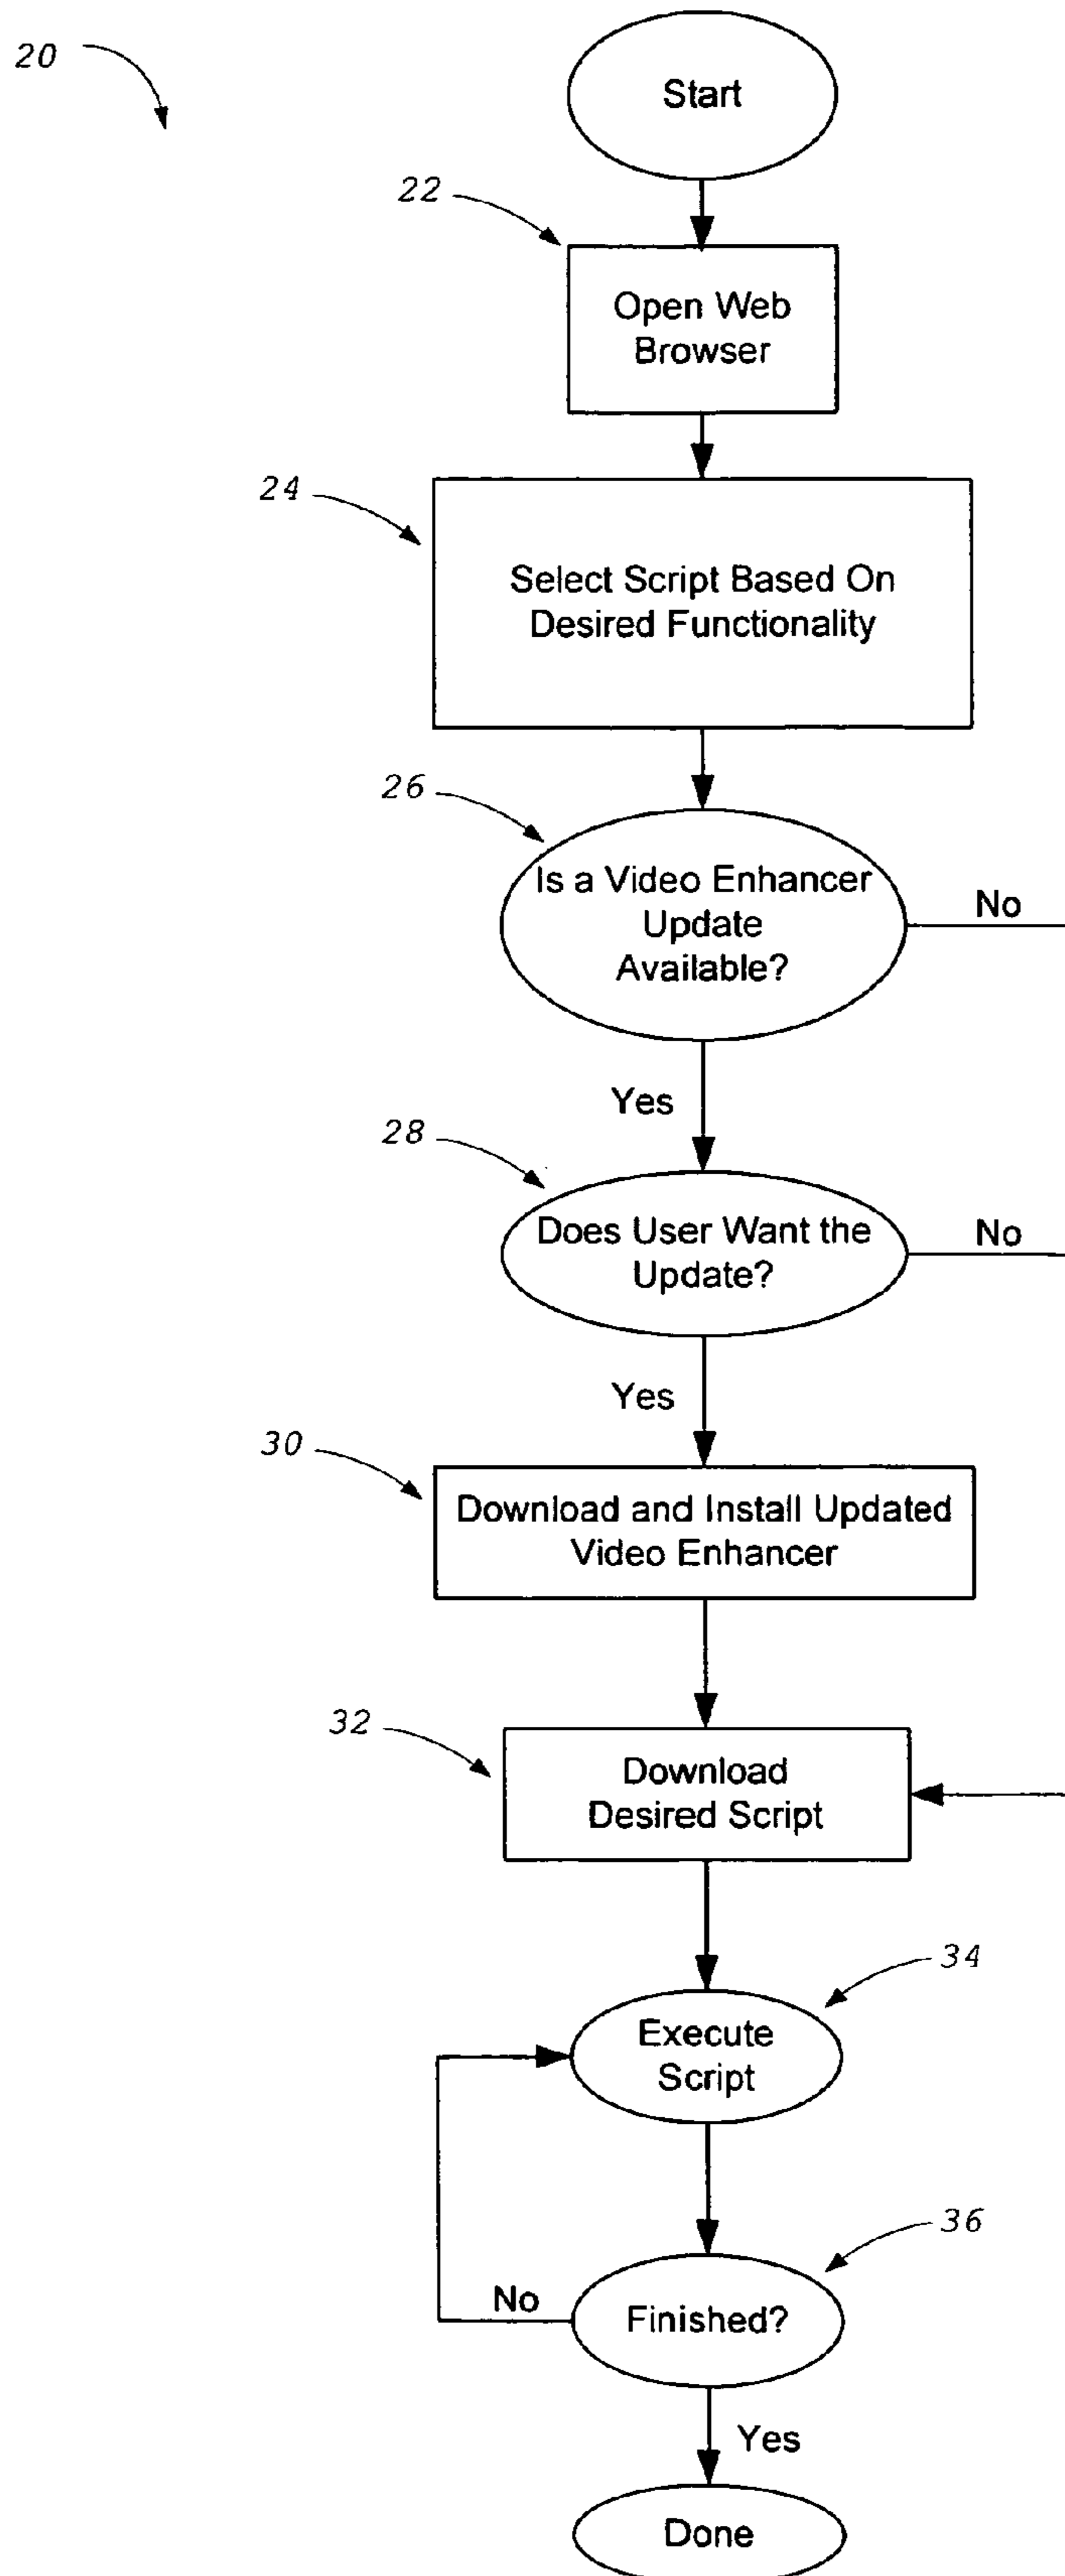 20
Start
22
Open Web
Browser
24
Select Script Based On
Desired Functionality
26
Is a Video Enhancer
Update
Available?
No
Yes
28
Does User Want the
Update?
No
Yes
30
Download and Install Updated
Video Enhancer
32
Download
Desired Script
34
Execute
Script
36
Finished?
No
Yes
Done